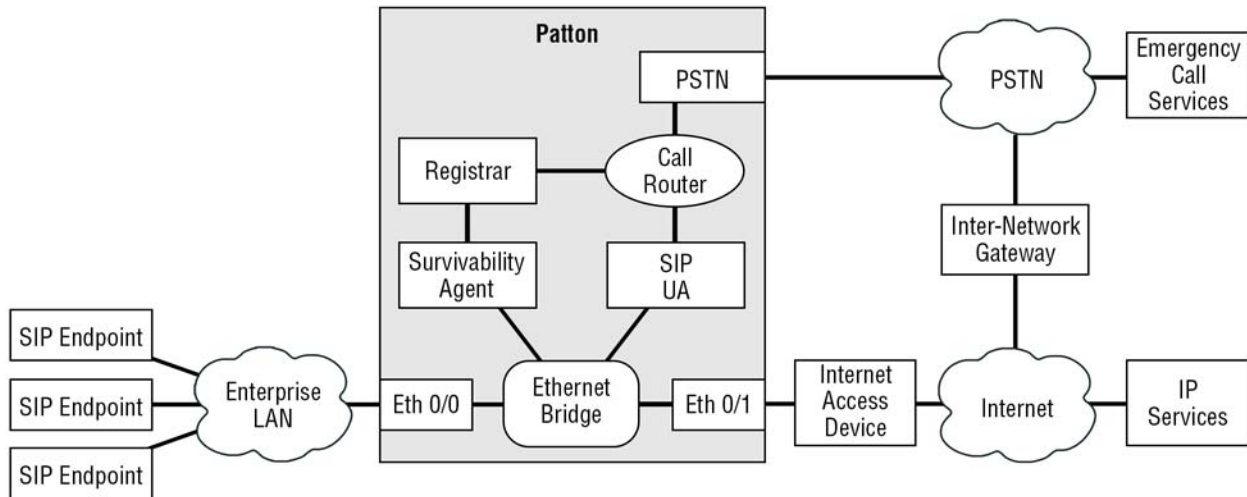 Patton
PSTN
PSTN
Emergency
Call
Services
Registrar
Call
Router
Survivability
Agent
SIP
UA
Inter-Network
Gateway
SIP Endpoint
SIP Endpoint
SIP Endpoint
Enterprise
LAN
Eth 0/0
Ethernet
Bridge
Eth 0/1
Internet
Access
Device
Internet
IP
Services